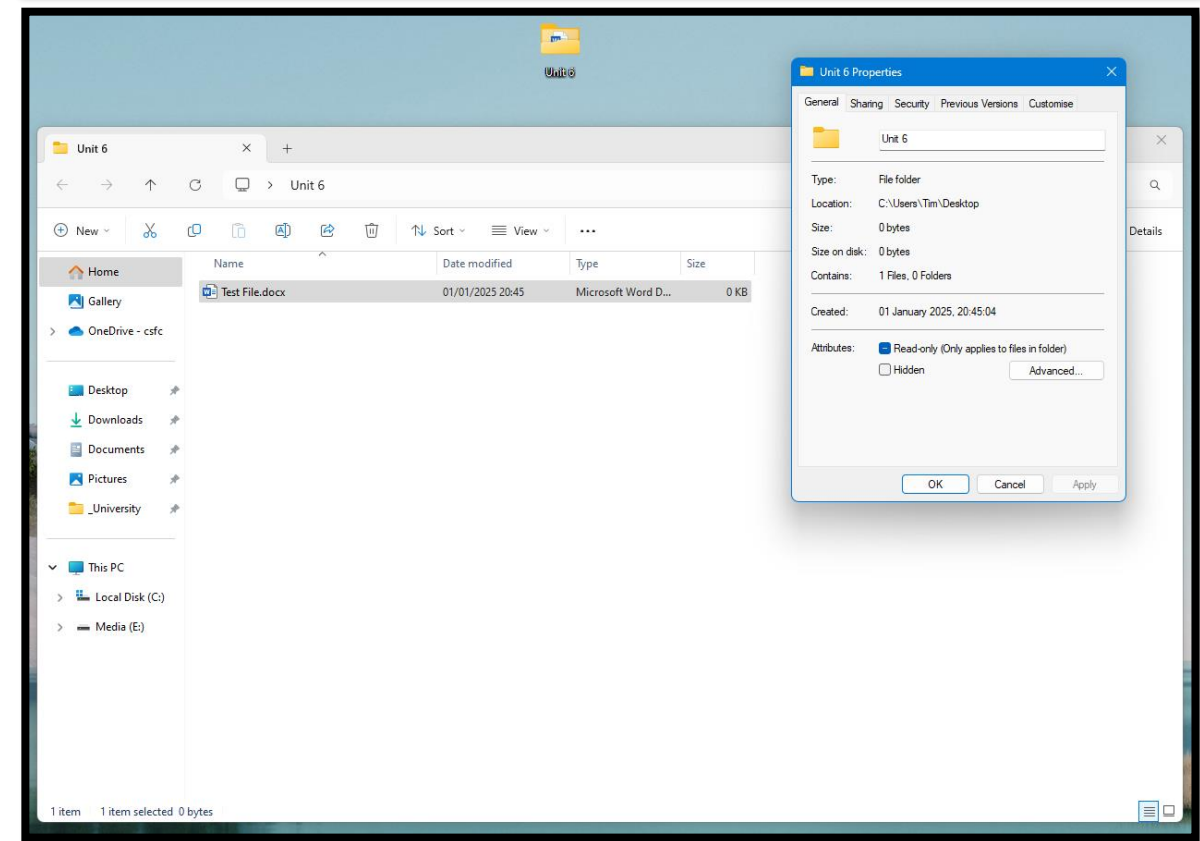 Unit 6
Unit 6 Properties
General Sharing Security Previous Versions Customise
Unit 6
Type: File folder
Location: C:\Users\Tim\Desktop
Size: 0 bytes
Size on disk: 0 bytes
Contains: 1 Files, 0 Folders
Created: 01 January 2025, 20:45:04
Attributes: Read-only (Only applies to files in folder)
Hidden Advanced...
OK Cancel Apply
Unit 6
Unit 6
New Sort View ... Details
Name Date modified Type Size
Test File.docx 01/01/2025 20:45 Microsoft Word D... 0 KB
Home
Gallery
OneDrive - csfc
Desktop
Downloads
Documents
Pictures
_University
This PC
Local Disk (C:)
Media (E:)
1 item 1 item selected 0 bytes